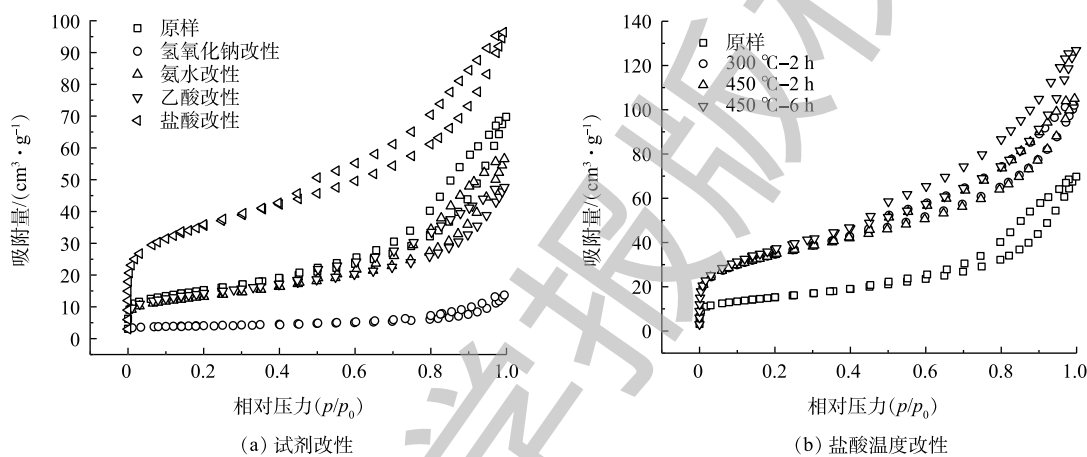 100
90
80
70
60
50
40
30
20
10
0
吸附量/(cm³·g⁻¹)
原样
氢氧化钠改性
氨水改性
乙酸改性
盐酸改性
0 0.2 0.4 0.6 0.8 1.0
相对压力(p/p₀)
(a) 试剂改性
140
120
100
80
60
40
20
0
吸附量/(cm³·g⁻¹)
原样
300 ℃–2 h
450 ℃–2 h
450 ℃–6 h
0 0.2 0.4 0.6 0.8 1.0
相对压力(p/p₀)
(b) 盐酸温度改性
学报版权